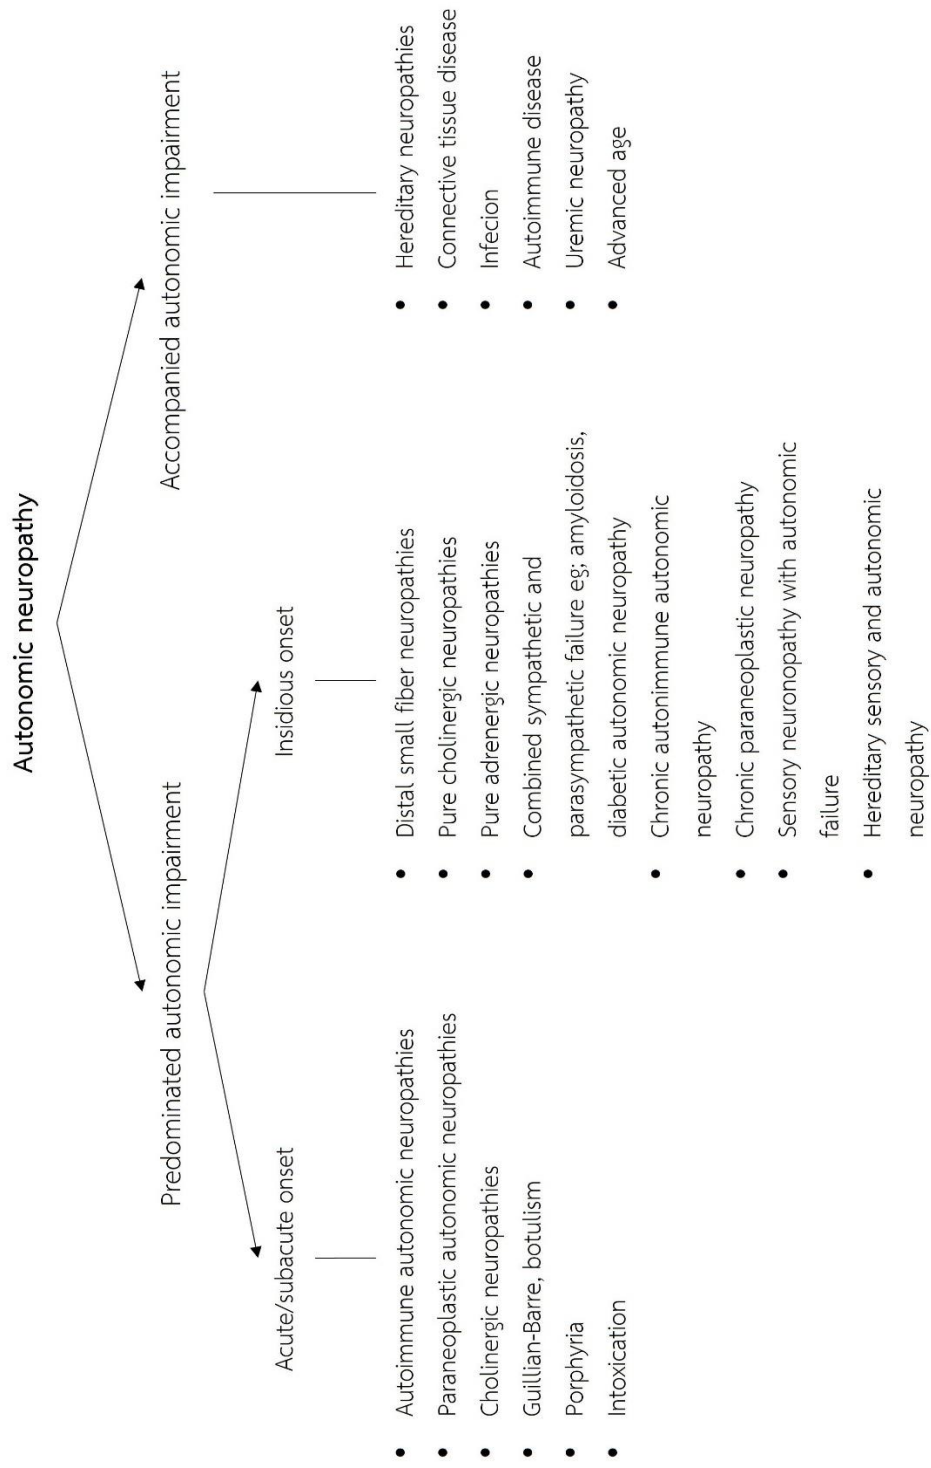 Autonomic neuropathy
Predominated autonomic impairment
Accompanied autonomic impairment
Acute/subacute onset
Insidious onset
• Autoimmune autonomic neuropathies
• Paraneoplastic autonomic neuropathies
• Cholinergic neuropathies
• Guillian-Barre, botulism
• Porphyria
• Intoxication
• Distal small fiber neuropathies
• Pure cholinergic neuropathies
• Pure adrenergic neuropathies
• Combined sympathetic and
parasympathetic failure eg; amyloidosis,
diabetic autonomic neuropathy
• Chronic autonimmune autonomic
neuropathy
• Chronic paraneoplastic neuropathy
• Sensory neuronopathy with autonomic
failure
• Hereditary sensory and autonomic
neuropathy
• Hereditary neuropathies
• Connective tissue disease
• Infecion
• Autoimmune disease
• Uremic neuropathy
• Advanced age